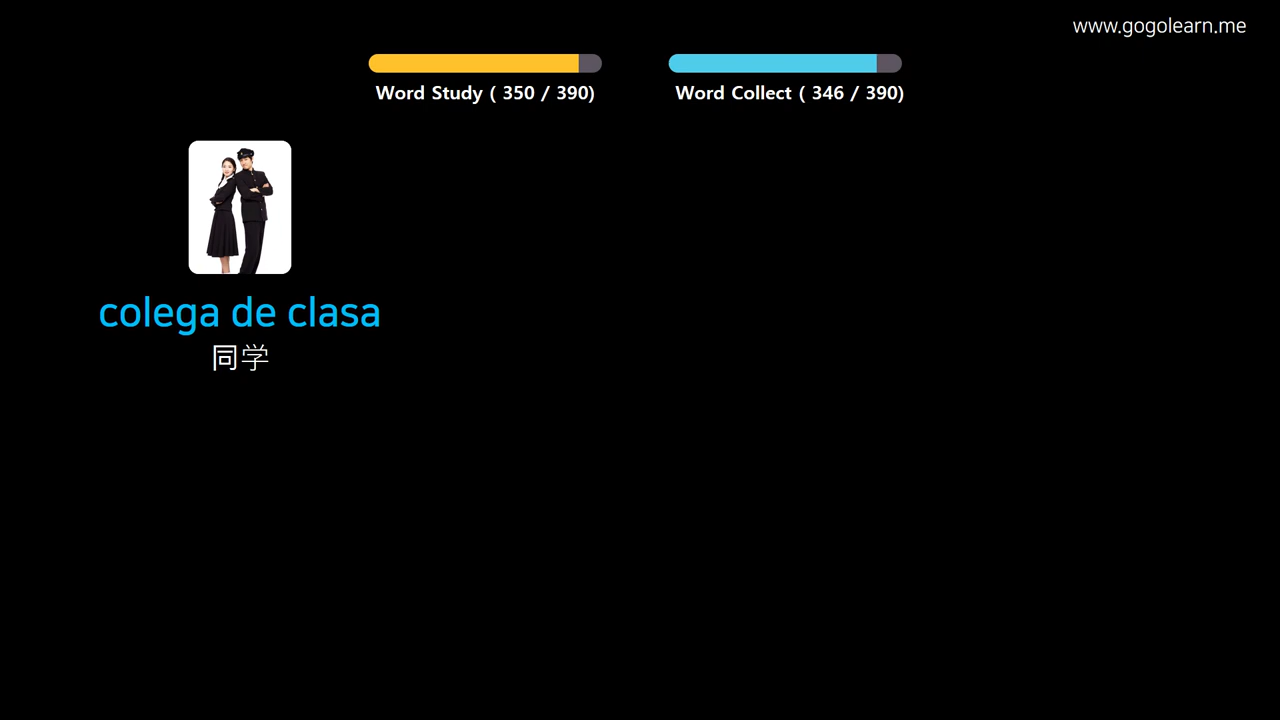 www.gogolearn.me
Word Study ( 350 / 390)
Word Collect ( 346 / 390)
colega de clasa
同学